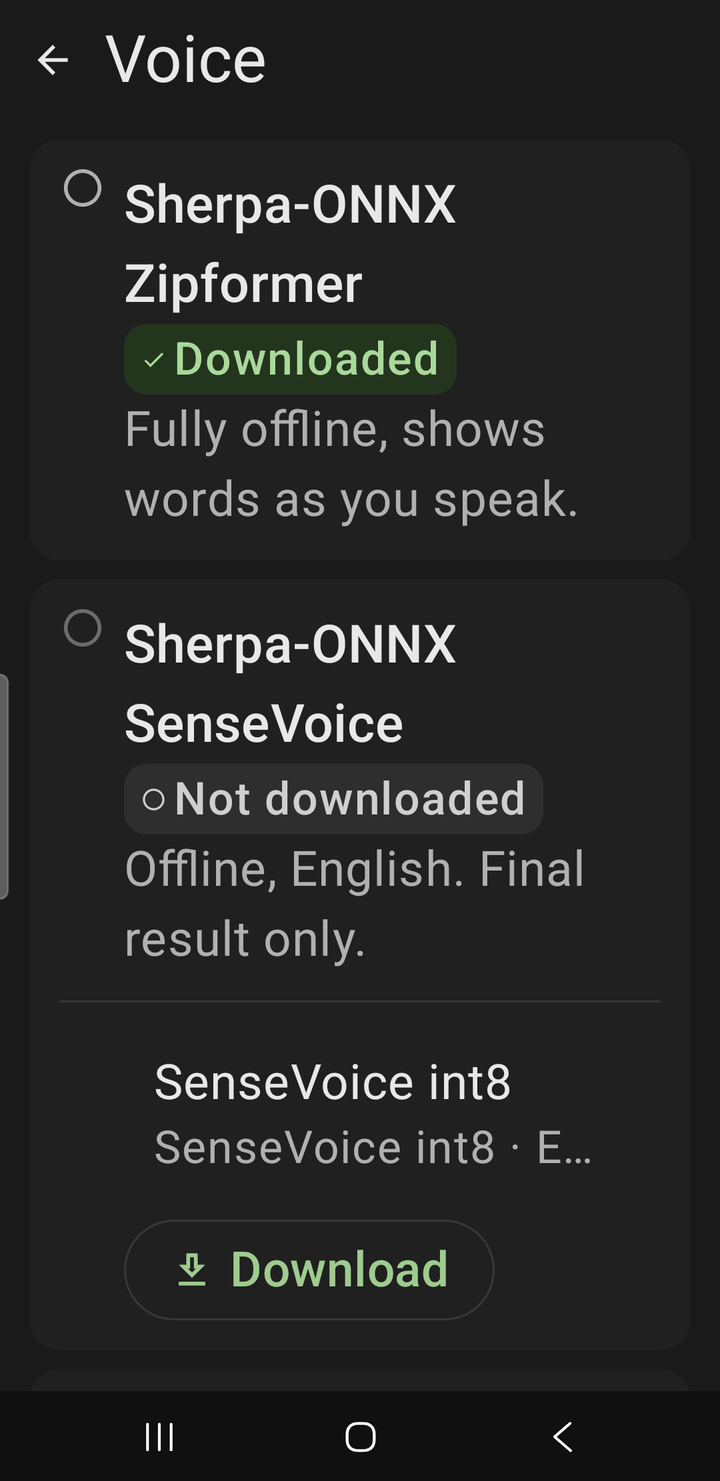 Voice
Sherpa-ONNX
Zipformer
Downloaded
Fully offline, shows
words as you speak.
Sherpa-ONNX
SenseVoice
Not downloaded
Offline, English. Final
result only.
SenseVoice int8
SenseVoice int8 · E…
Download